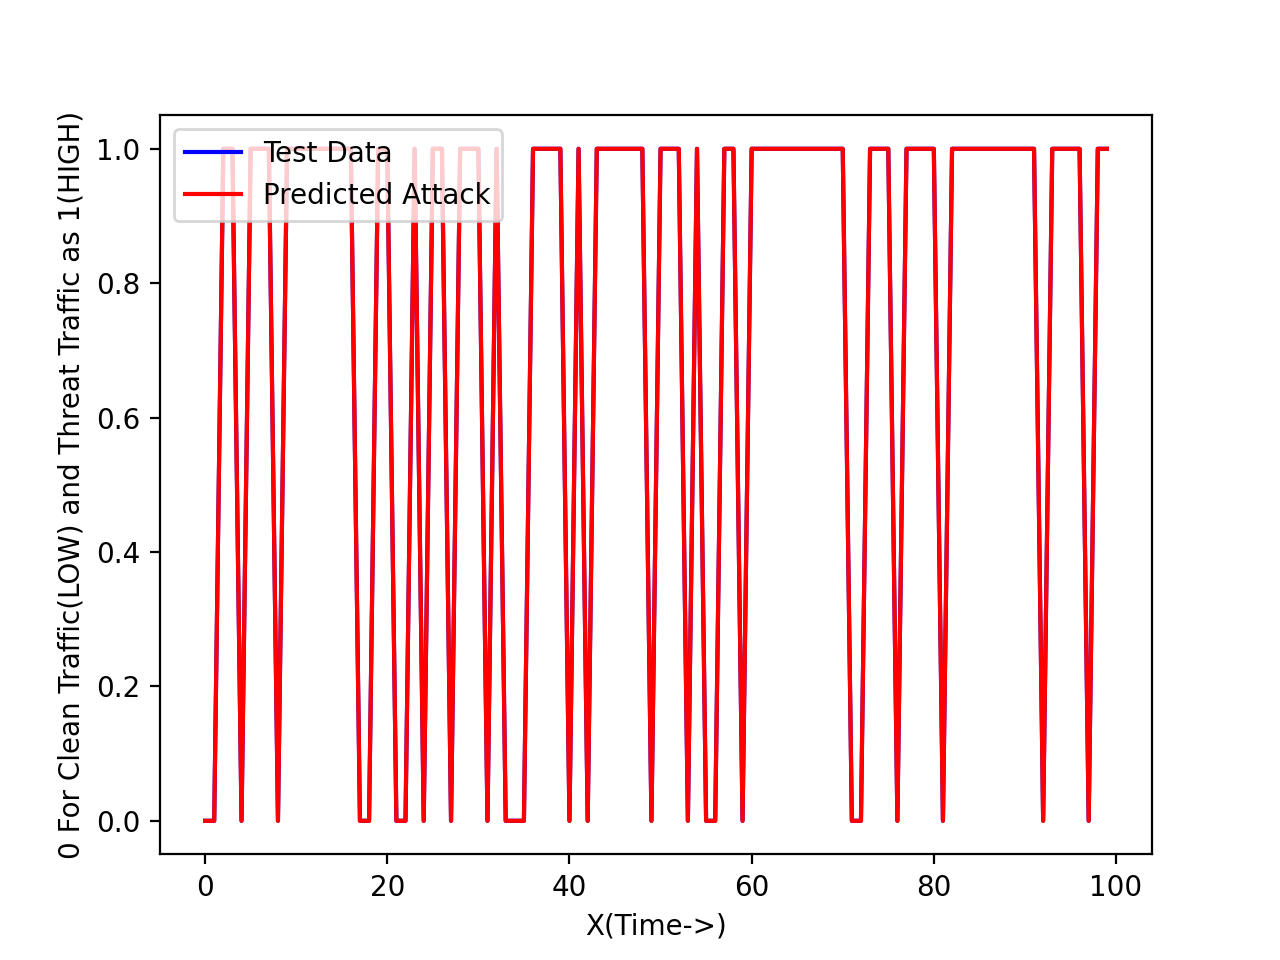 Test Data
Predicted Attack
0 For Clean Traffic(LOW) and Threat Traffic as 1(HIGH)
1.0
0.8
0.6
0.4
0.2
0.0
0 20 40 60 80 100
X(Time->)